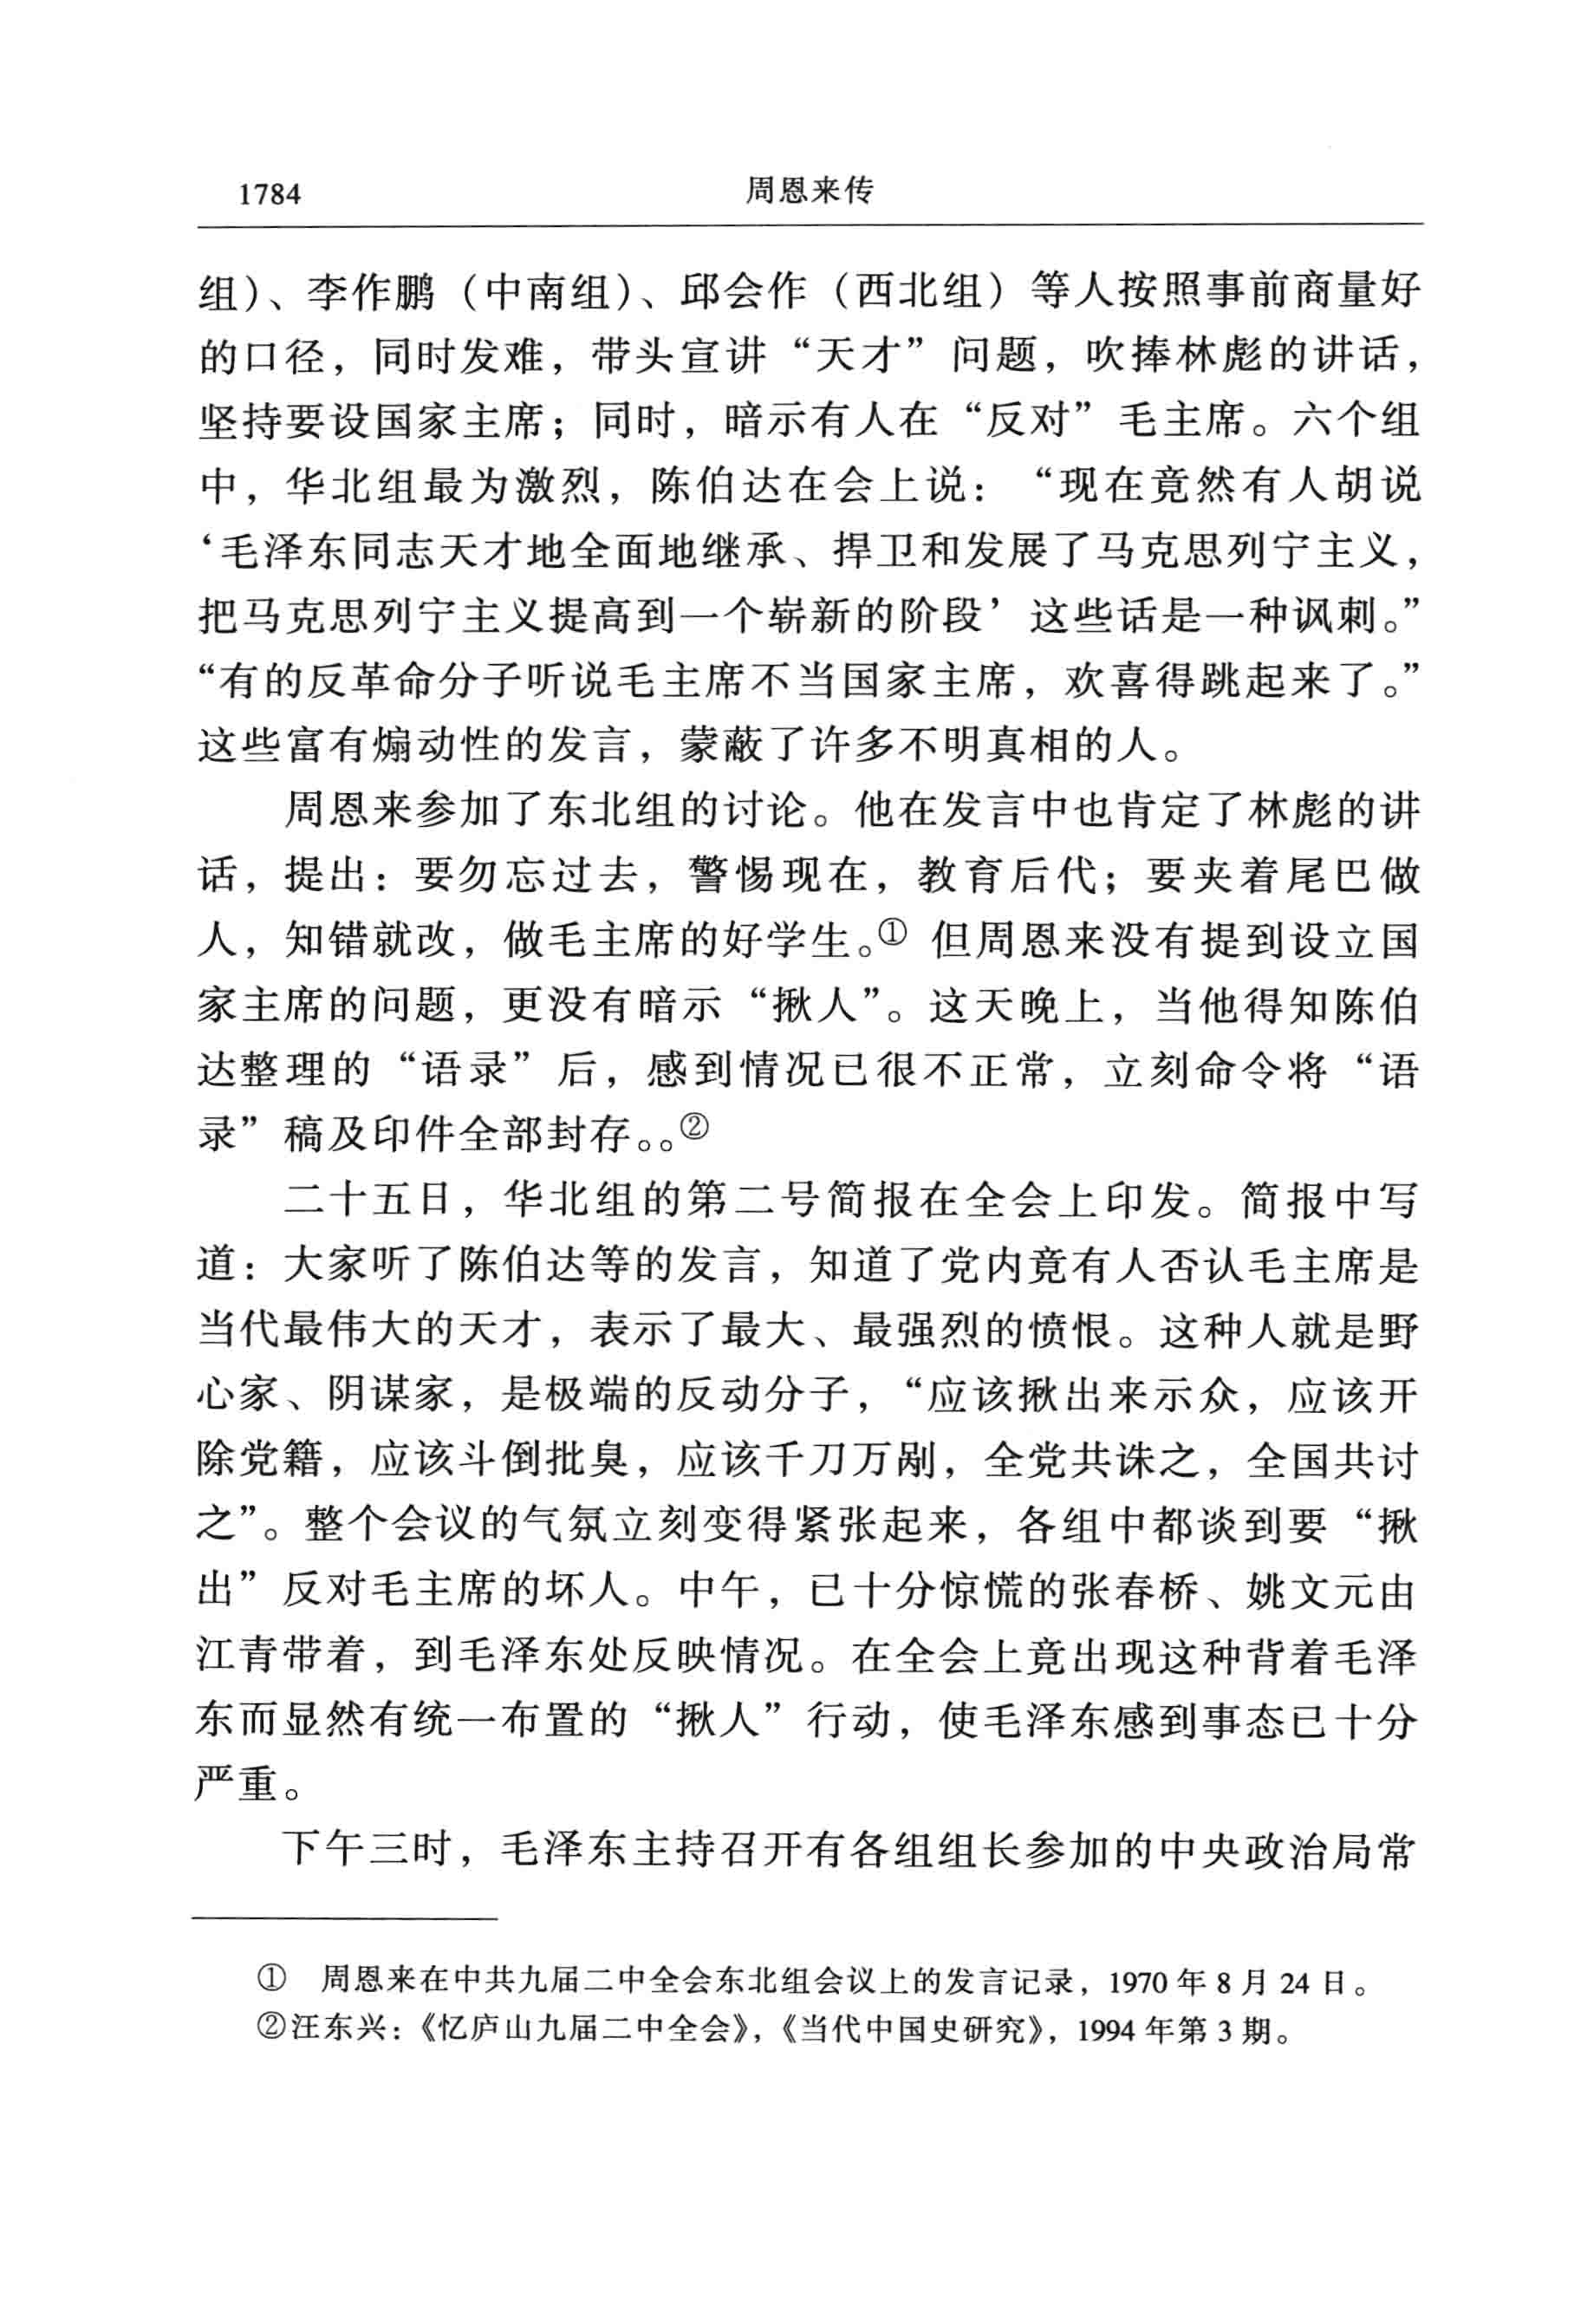 1784 周恩来传
组)、李作鹏（中南组)、邱会作（西北组）等人按照事前商量好
的口径，同时发难，带头宣讲“天才”问题，吹捧林彪的讲话，
坚持要设国家主席；同时，暗示有人在“反对”毛主席。六个组
中，华北组最为激烈，陈伯达在会上说：“现在竟然有人胡说
‘毛泽东同志天才地全面地继承、捍卫和发展了马克思列宁主义，
把马克思列宁主义提高到一个崭新的阶段’这些话是一种讽刺。”
“有的反革命分子听说毛主席不当国家主席，欢喜得跳起来了。”
这些富有煽动性的发言，蒙蔽了许多不明真相的人。
周恩来参加了东北组的讨论。他在发言中也肯定了林彪的讲
话，提出：要勿忘过去，警惕现在，教育后代；要夹着尾巴做
人，知错就改，做毛主席的好学生。① 但周恩来没有提到设立国
家主席的问题，更没有暗示“揪人”。这天晚上，当他得知陈伯
达整理的“语录”后，感到情况已很不正常，立刻命令将“语
录”稿及印件全部封存。。②
二十五日，华北组的第二号简报在全会上印发。简报中写
道：大家听了陈伯达等的发言，知道了党内竟有人否认毛主席是
当代最伟大的天才，表示了最大、最强烈的愤恨。这种人就是野
心家、阴谋家，是极端的反动分子，“应该揪出来示众，应该开
除党籍，应该斗倒批臭，应该千刀万剐，全党共诛之，全国共讨
之”。整个会议的气氛立刻变得紧张起来，各组中都谈到要“揪
出”反对毛主席的坏人。中午，已十分惊慌的张春桥、姚文元由
江青带着，到毛泽东处反映情况。在全会上竟出现这种背着毛泽
东而显然有统一布置的“揪人”行动，使毛泽东感到事态已十分
严重。
下午三时，毛泽东主持召开有各组组长参加的中央政治局常
① 周恩来在中共九届二中全会东北组会议上的发言记录，1970 年 8 月 24 日。
②汪东兴：《忆庐山九届二中全会》，《当代中国史研究》，1994 年第 3 期。